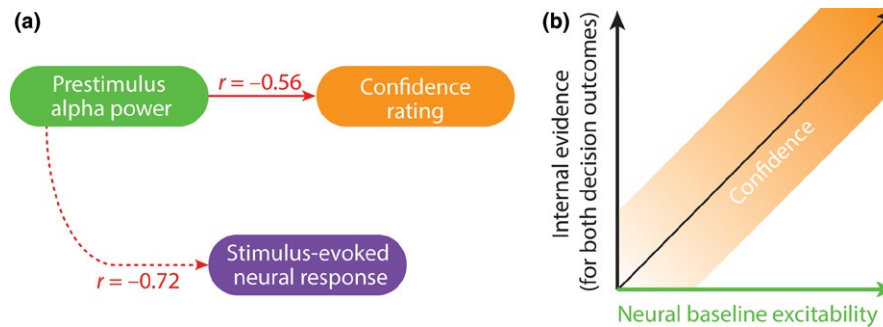 (a)
Prestimulus
alpha power
r = –0.56
Confidence
rating
r = –0.72
Stimulus-evoked
neural response
(b)
Internal evidence
(for both decision outcomes)
Confidence
Neural baseline excitability